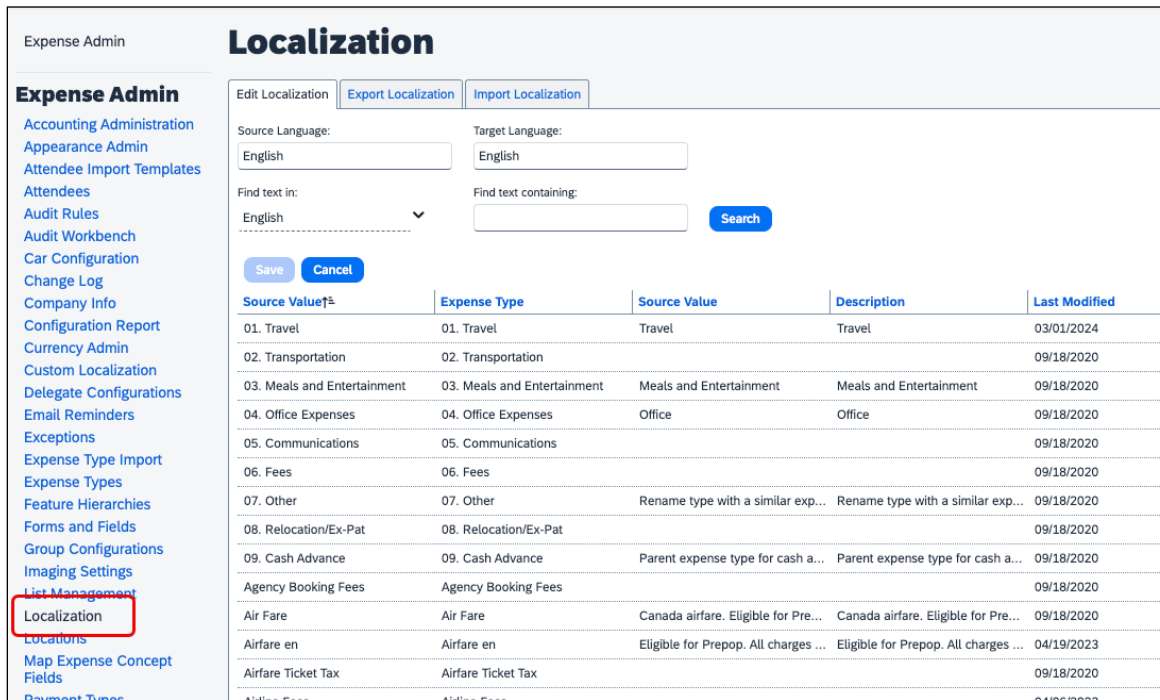 Expense Admin
Expense Admin
Accounting Administration
Appearance Admin
Attendee Import Templates
Attendees
Audit Rules
Audit Workbench
Car Configuration
Change Log
Company Info
Configuration Report
Currency Admin
Custom Localization
Delegate Configurations
Email Reminders
Exceptions
Expense Type Import
Expense Types
Feature Hierarchies
Forms and Fields
Group Configurations
Imaging Settings
List Management
Localization
Locations
Map Expense Concept
Fields
Payment Types
Localization
Edit Localization Export Localization Import Localization
Source Language: Target Language:
English English
Find text in: Find text containing:
English Search
Save Cancel
Source Value Expense Type Source Value Description Last Modified
01. Travel 01. Travel Travel Travel 03/01/2024
02. Transportation 02. Transportation 09/18/2020
03. Meals and Entertainment 03. Meals and Entertainment Meals and Entertainment Meals and Entertainment 09/18/2020
04. Office Expenses 04. Office Expenses Office Office 09/18/2020
05. Communications 05. Communications 09/18/2020
06. Fees 06. Fees 09/18/2020
07. Other 07. Other Rename type with a similar exp... Rename type with a similar exp... 09/18/2020
08. Relocation/Ex-Pat 08. Relocation/Ex-Pat 09/18/2020
09. Cash Advance 09. Cash Advance Parent expense type for cash a... Parent expense type for cash a... 09/18/2020
Agency Booking Fees Agency Booking Fees 09/18/2020
Air Fare Air Fare Canada airfare. Eligible for Pre... Canada airfare. Eligible for Pre... 09/18/2020
Airfare en Airfare en Eligible for Prepop. All charges ... Eligible for Prepop. All charges ... 04/19/2023
Airfare Ticket Tax Airfare Ticket Tax 09/18/2020